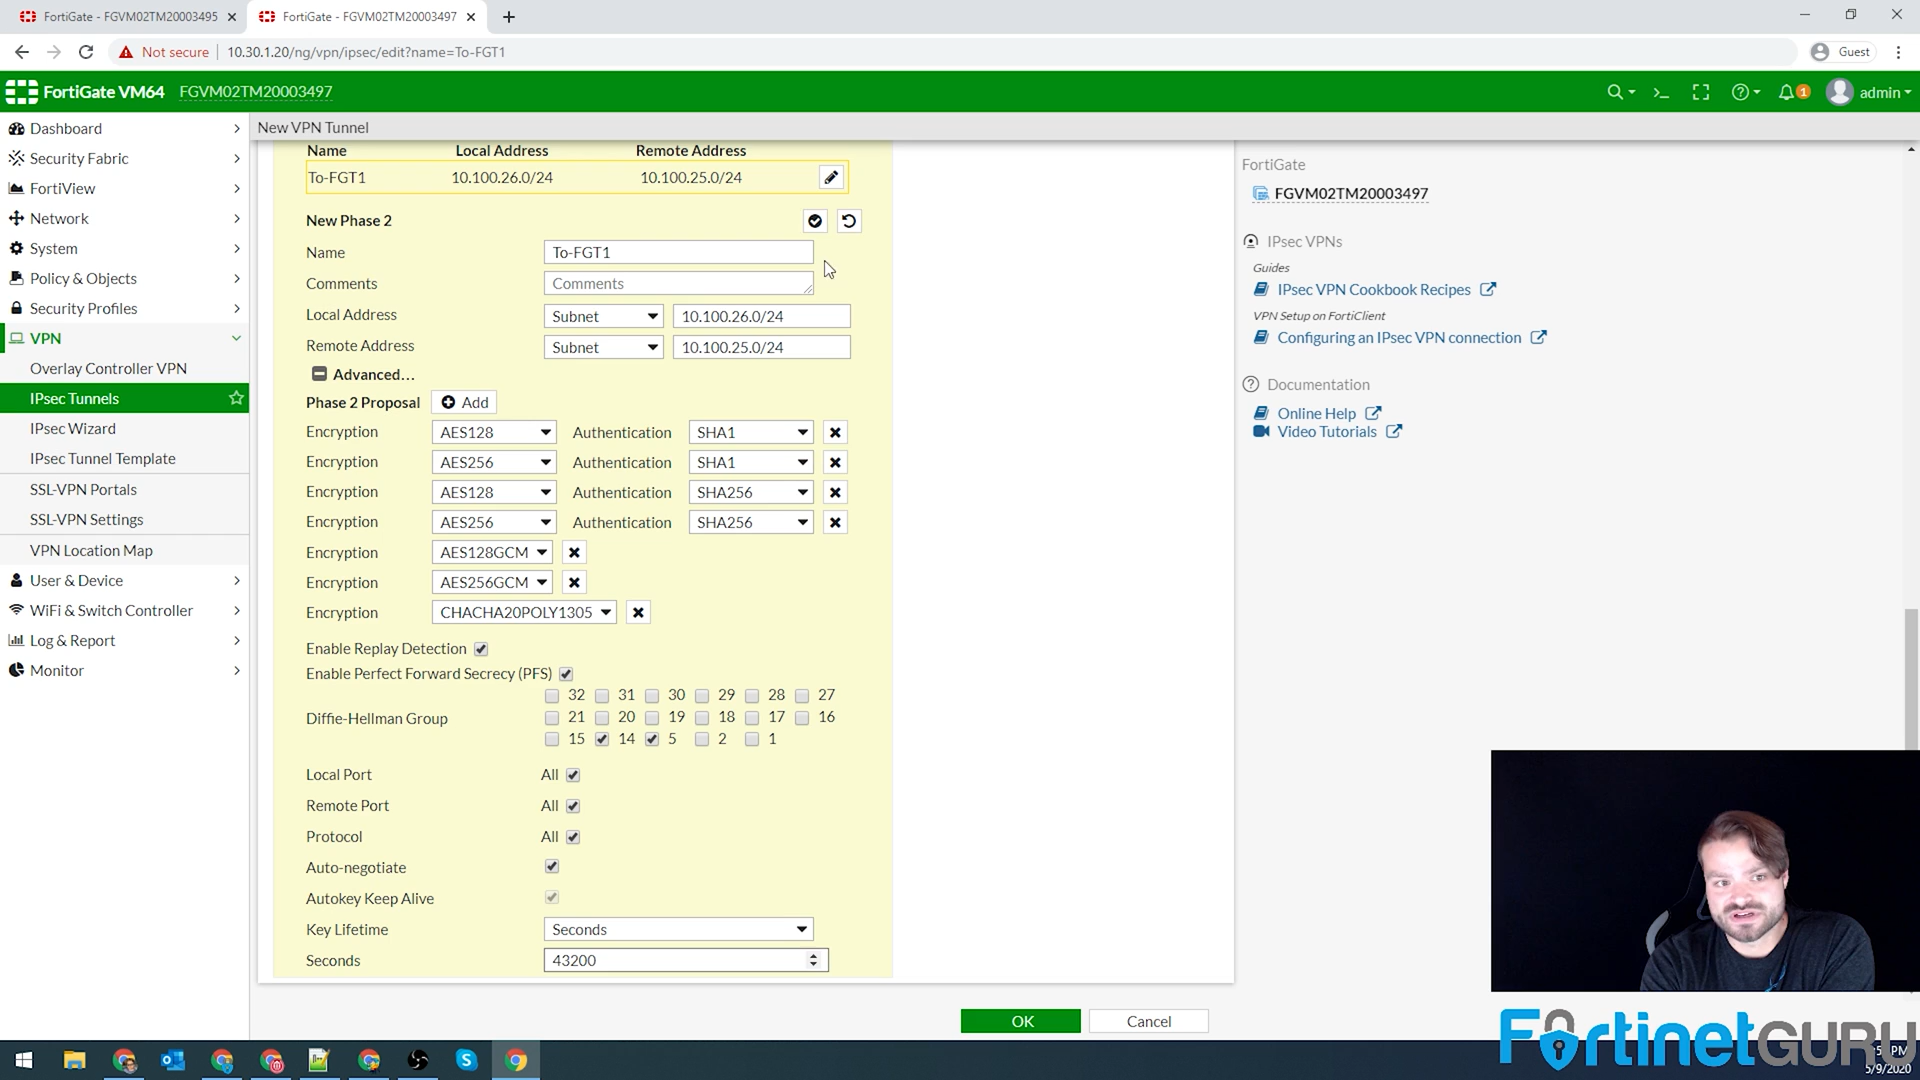 FortiGate - FGVM02TM20003495
FortiGate - FGVM02TM20003497
Not secure
10.30.1.20/ng/vpn/ipsec/edit?name=To-FGT1
Guest
FortiGate VM64
FGVM02TM20003497
1
admin
Dashboard
Security Fabric
FortiView
Network
System
Policy & Objects
Security Profiles
VPN
Overlay Controller VPN
IPsec Tunnels
IPsec Wizard
IPsec Tunnel Template
SSL-VPN Portals
SSL-VPN Settings
VPN Location Map
User & Device
WiFi & Switch Controller
Log & Report
Monitor
New VPN Tunnel
Name Local Address Remote Address
To-FGT1 10.100.26.0/24 10.100.25.0/24
New Phase 2
Name To-FGT1
Comments Comments
Local Address Subnet 10.100.26.0/24
Remote Address Subnet 10.100.25.0/24
Advanced...
Phase 2 Proposal Add
Encryption AES128 Authentication SHA1
Encryption AES256 Authentication SHA1
Encryption AES128 Authentication SHA256
Encryption AES256 Authentication SHA256
Encryption AES128GCM
Encryption AES256GCM
Encryption CHACHA20POLY1305
Enable Replay Detection
Enable Perfect Forward Secrecy (PFS)
32 31 30 29 28 27
Diffie-Hellman Group 21 20 19 18 17 16
15 14 5 2 1
Local Port All
Remote Port All
Protocol All
Auto-negotiate
Autokey Keep Alive
Key Lifetime Seconds
Seconds 43200
OK Cancel
FortiGate
FGVM02TM20003497
IPsec VPNs
Guides
IPsec VPN Cookbook Recipes
VPN Setup on FortiClient
Configuring an IPsec VPN connection
Documentation
Online Help
Video Tutorials
FortinetGURU
PM
5/9/2020